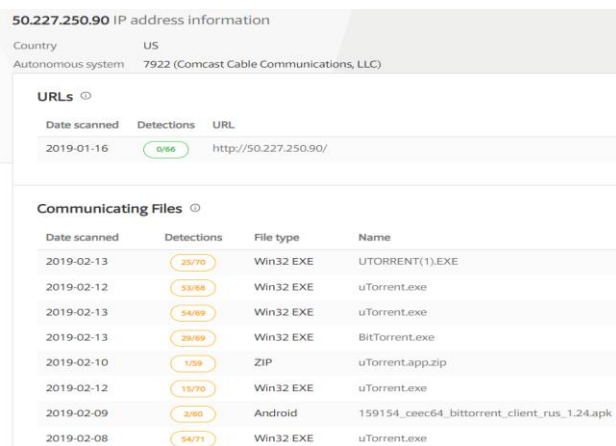 50.227.250.90 IP address information
Country US
Autonomous system 7922 (Comcast Cable Communications, LLC)
URLs
Date scanned Detections URL
2019-01-16 0/66 http://50.227.250.90/
Communicating Files
Date scanned Detections File type Name
2019-02-13 25/70 Win32 EXE UTORRENT(1).EXE
2019-02-12 53/68 Win32 EXE uTorrent.exe
2019-02-13 54/69 Win32 EXE uTorrent.exe
2019-02-13 29/69 Win32 EXE BitTorrent.exe
2019-02-10 1/59 ZIP uTorrent.app.zip
2019-02-12 15/70 Win32 EXE uTorrent.exe
2019-02-09 2/60 Android 159154_ceec64_bittorrent_client_rus_1.24.apk
2019-02-08 54/71 Win32 EXE uTorrent.exe